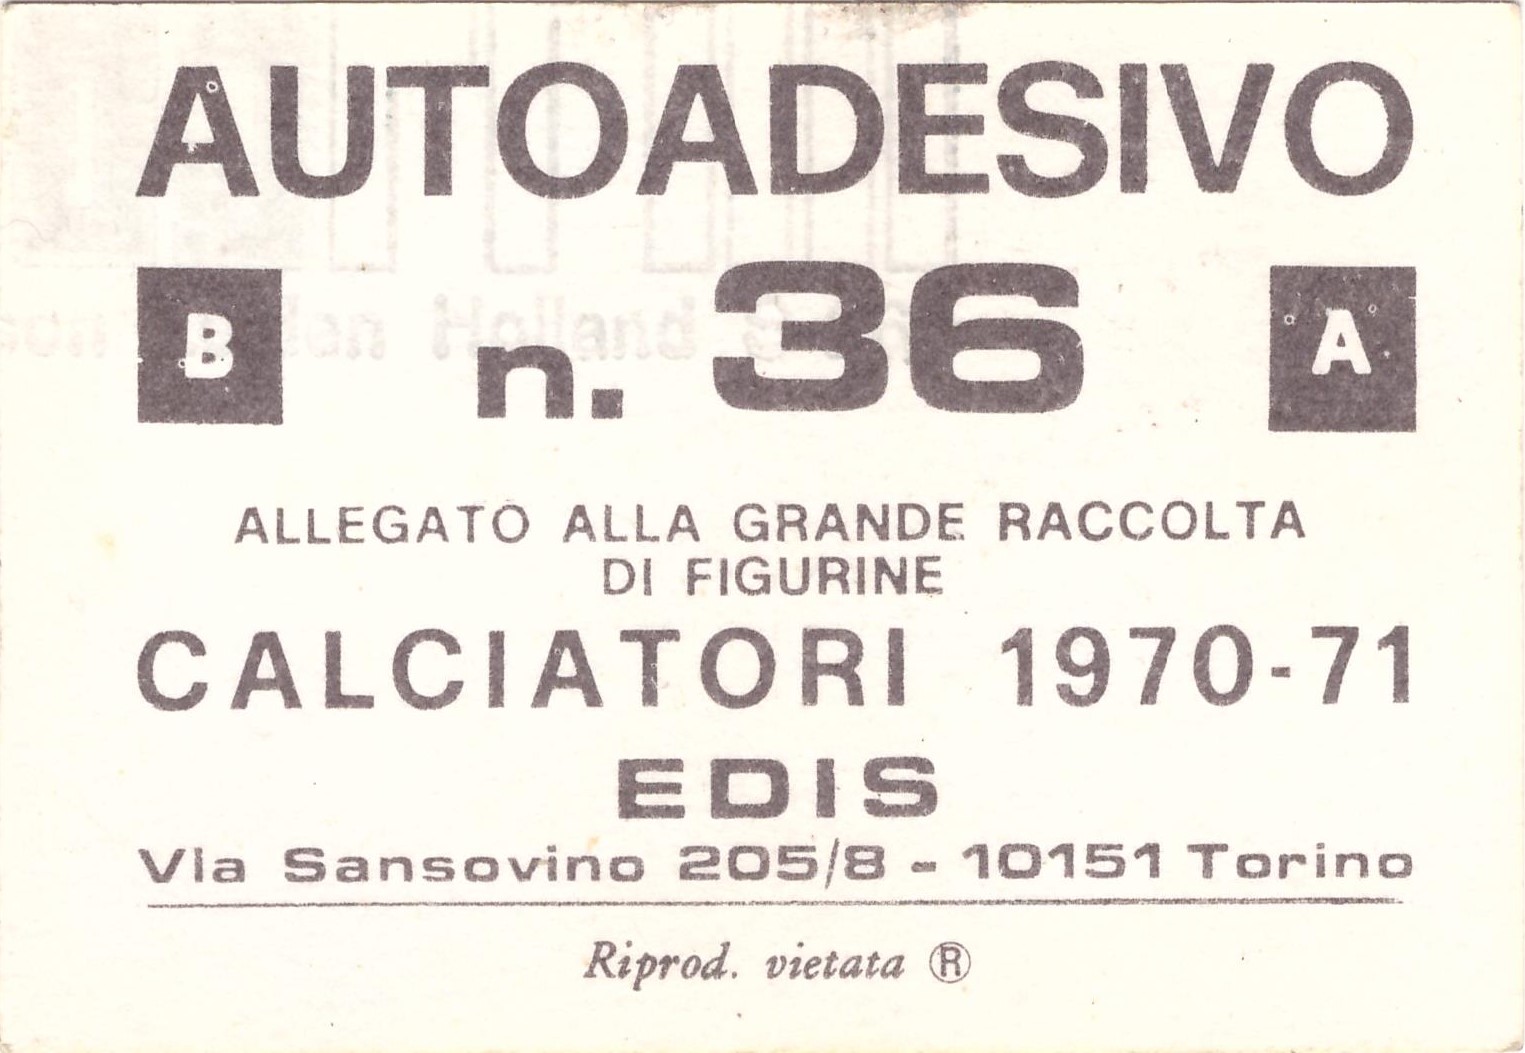 AUTOADESIVO
B n. 36 A
ALLEGATO ALLA GRANDE RACCOLTA
DI FIGURINE
CALCIATORI 1970-71
EDIS
Via Sansovino 205/8 - 10151 Torino
Riprod. vietata ®
Holland